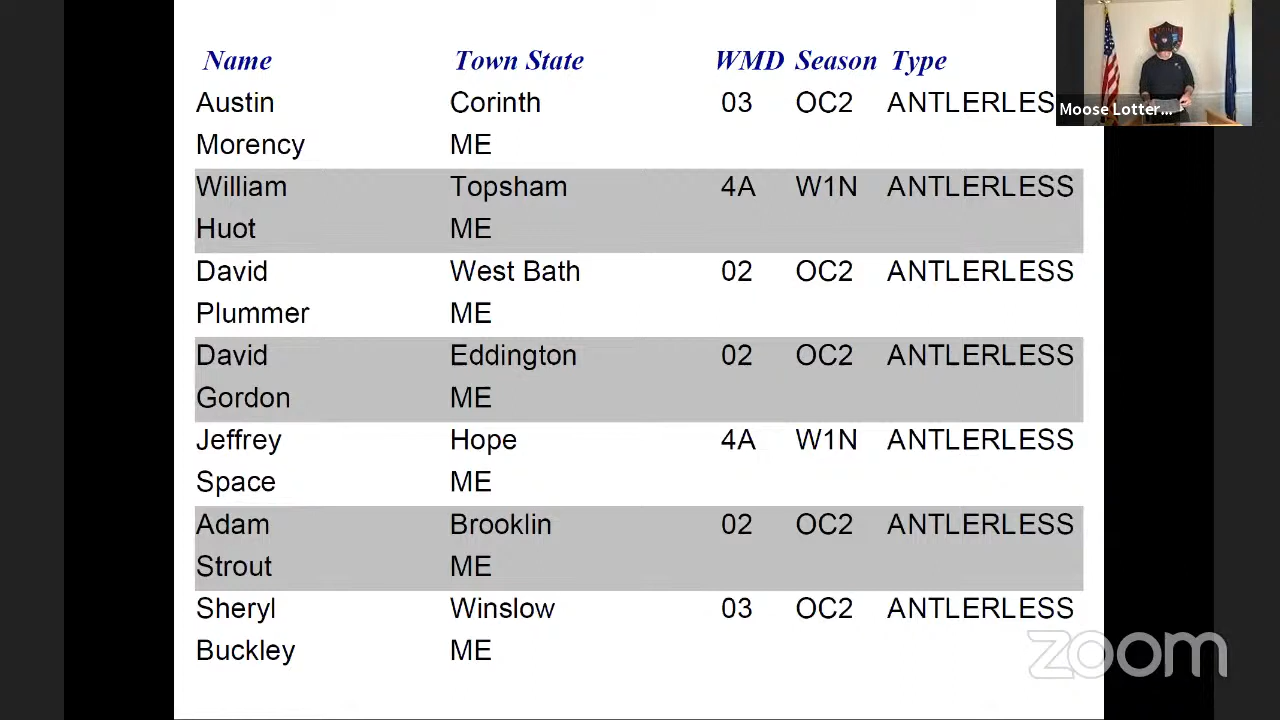 Name Town State WMD Season Type
Austin Corinth 03 OC2 ANTLERLES
Morency ME
William Topsham 4A W1N ANTLERLESS
Huot ME
David West Bath 02 OC2 ANTLERLESS
Plummer ME
David Eddington 02 OC2 ANTLERLESS
Gordon ME
Jeffrey Hope 4A W1N ANTLERLESS
Space ME
Adam Brooklin 02 OC2 ANTLERLESS
Strout ME
Sheryl Winslow 03 OC2 ANTLERLESS
Buckley ME
Moose Lotter...
zoom